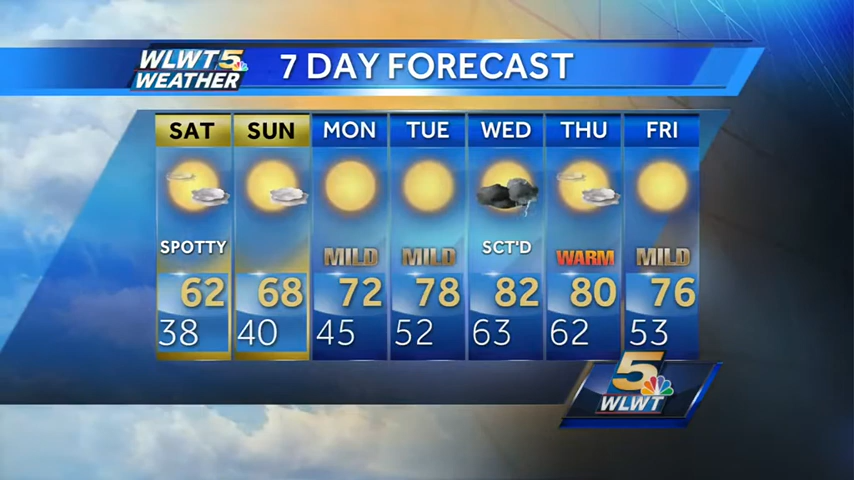 WLWT 5
WEATHER
7 DAY FORECAST
SAT SUN MON TUE WED THU FRI
SPOTTY MILD MILD SCT'D WARM MILD
62 68 72 78 82 80 76
38 40 45 52 63 62 53
5
WLWT